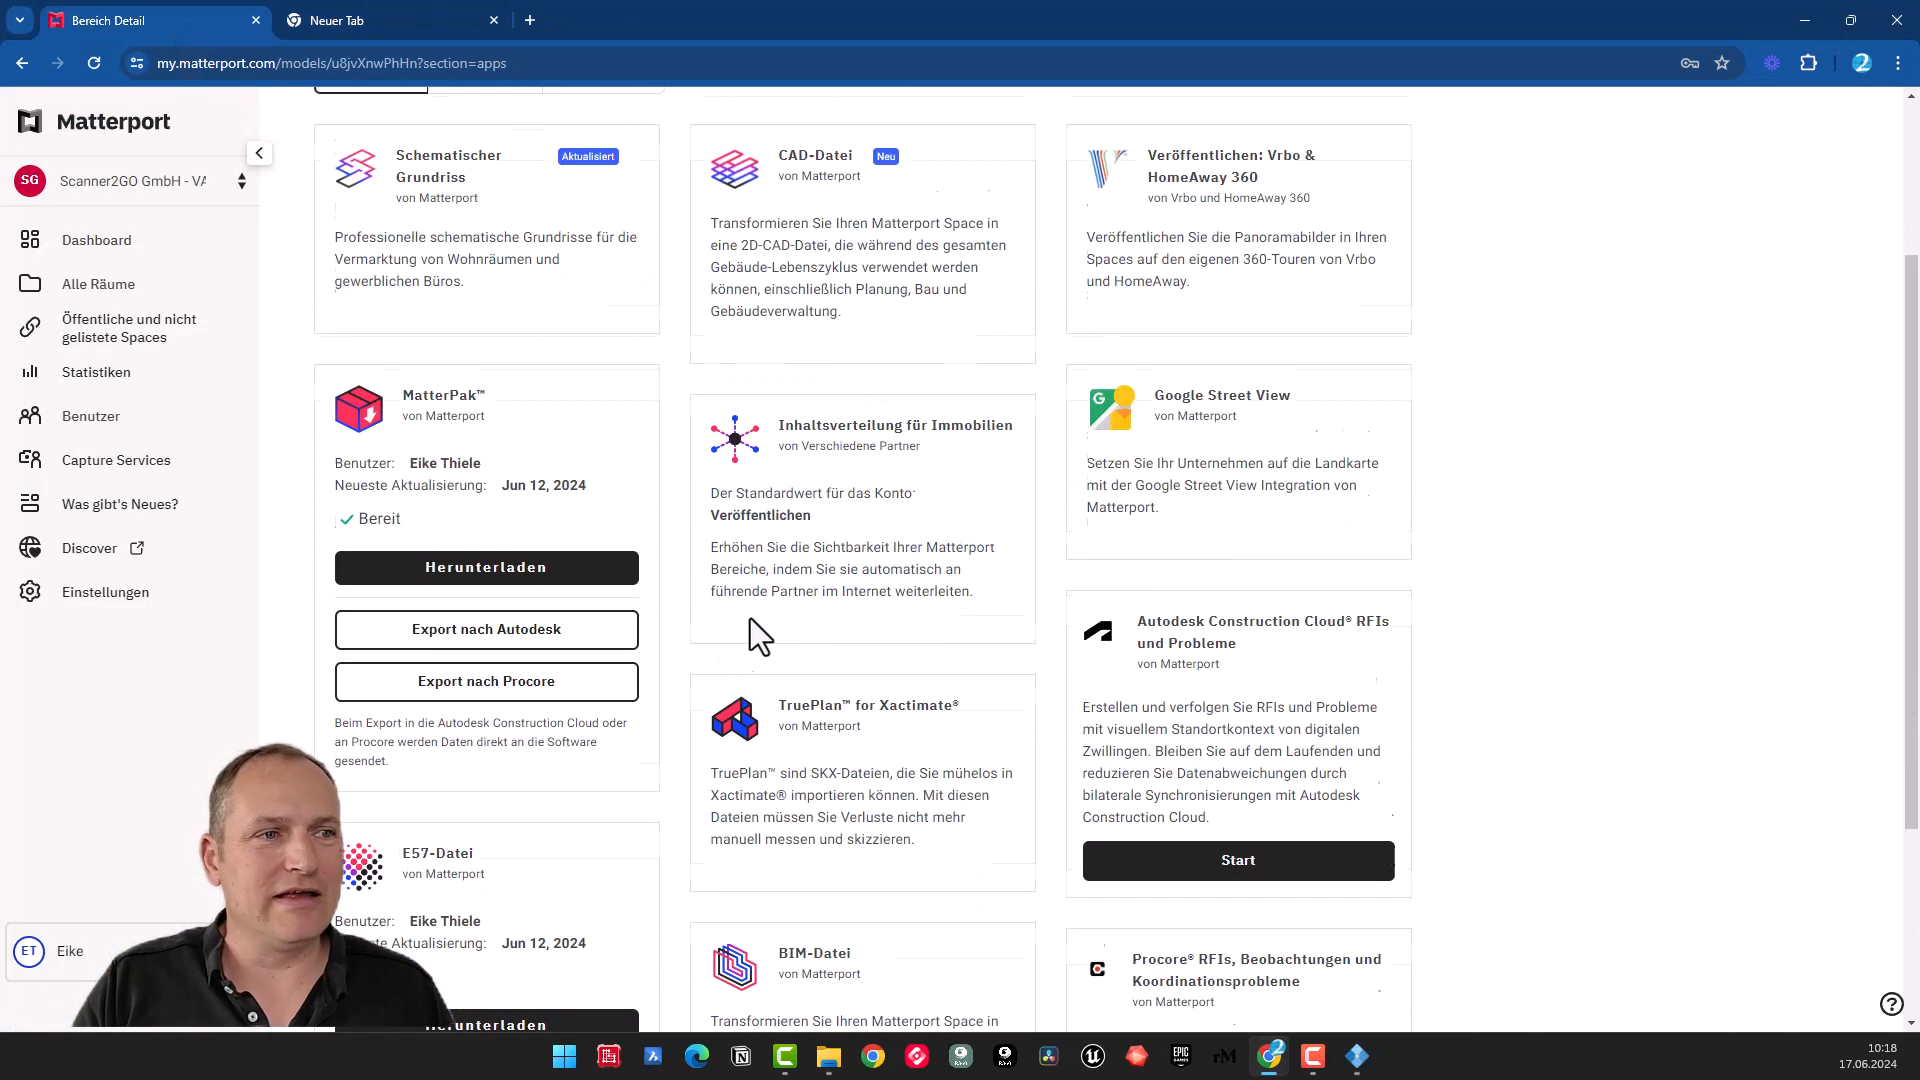 Bereich Detail
Neuer Tab
my.matterport.com/models/u8jvXnwPhHn?section=apps
Matterport
SG
Scanner2GO GmbH - VA
Dashboard
Alle Räume
Öffentliche und nicht
gelistete Spaces
Statistiken
Benutzer
Capture Services
Was gibt's Neues?
Discover
Einstellungen
ET
Eike
Schematischer
Grundriss
Aktualisiert
von Matterport
Professionelle schematische Grundrisse für die
Vermarktung von Wohnräumen und
gewerblichen Büros.
MatterPak™
von Matterport
Benutzer: Eike Thiele
Neueste Aktualisierung: Jun 12, 2024
Bereit
Herunterladen
Export nach Autodesk
Export nach Procore
Beim Export in die Autodesk Construction Cloud oder
an Procore werden Daten direkt an die Software
gesendet.
E57-Datei
von Matterport
Benutzer: Eike Thiele
Aktualisierung: Jun 12, 2024
Herunterladen
CAD-Datei
Neu
von Matterport
Transformieren Sie Ihren Matterport Space in
eine 2D-CAD-Datei, die während des gesamten
Gebäude-Lebenszyklus verwendet werden
können, einschließlich Planung, Bau und
Gebäudeverwaltung.
Inhaltsverteilung für Immobilien
von Verschiedene Partner
Der Standardwert für das Konto
Veröffentlichen
Erhöhen Sie die Sichtbarkeit Ihrer Matterport
Bereiche, indem Sie sie automatisch an
führende Partner im Internet weiterleiten.
TruePlan™ for Xactimate®
von Matterport
TruePlan™ sind SKX-Dateien, die Sie mühelos in
Xactimate® importieren können. Mit diesen
Dateien müssen Sie Verluste nicht mehr
manuell messen und skizzieren.
BIM-Datei
von Matterport
Transformieren Sie Ihren Matterport Space in
Veröffentlichen: Vrbo &
HomeAway 360
von Vrbo und HomeAway 360
Veröffentlichen Sie die Panoramabilder in Ihren
Spaces auf den eigenen 360-Touren von Vrbo
und HomeAway.
Google Street View
von Matterport
Setzen Sie Ihr Unternehmen auf die Landkarte
mit der Google Street View Integration von
Matterport.
Autodesk Construction Cloud® RFIs
und Probleme
von Matterport
Erstellen und verfolgen Sie RFIs und Probleme
mit visuellem Standortkontext von digitalen
Zwillingen. Bleiben Sie auf dem Laufenden und
reduzieren Sie Datenabweichungen durch
bilaterale Synchronisierungen mit Autodesk
Construction Cloud.
Start
Procore® RFIs, Beobachtungen und
Koordinationsprobleme
von Matterport
10:18
17.06.2024